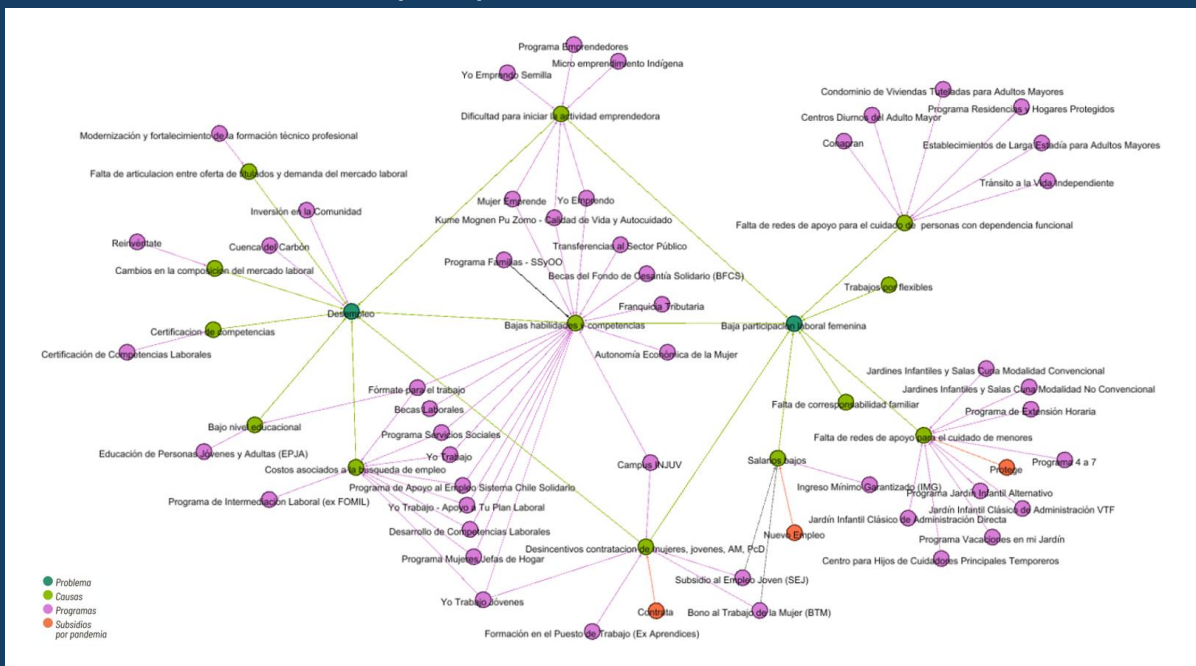 Programa Emprendedores
Micro emprendimiento Indígena
Yo Emprendo Semilla
Dificultad para iniciar la actividad emprendedora
Condominio de Viviendas Tuteladas para Adultos Mayores
Programa Residencias y Hogares Protegidos
Centros Diurnos del Adulto Mayor
Conapran
Establecimientos de Larga Estadía para Adultos Mayores
Tránsito a la Vida Independiente
Falta de redes de apoyo para el cuidado de personas con dependencia funcional
Modernización y fortalecimiento de la formación técnico profesional
Falta de articulacion entre oferta de titulados y demanda del mercado laboral
Inversión en la Comunidad
Reinvéntate
Cuenca del Carbón
Cambios en la composición del mercado laboral
Mujer Emprende
Yo Emprendo
Kume Mognen Pu Zomo - Calidad de Vida y Autocuidado
Transferencias al Sector Público
Programa Familias - SSyOO
Becas del Fondo de Cesantía Solidario (BFCS)
Franquicia Tributaria
Trabajos por flexibles
Desempleo
Bajas habilidades y competencias
Baja participación laboral femenina
Certificacion de competencias
Certificación de Competencias Laborales
Autonomía Económica de la Mujer
Jardines Infantiles y Salas Cuna Modalidad Convencional
Jardines Infantiles y Salas Cuna Modalidad No Convencional
Fórmate para el trabajo
Becas Laborales
Falta de corresponsabilidad familiar
Programa de Extensión Horaria
Bajo nivel educacional
Programa Servicios Sociales
Falta de redes de apoyo para el cuidado de menores
Educación de Personas Jóvenes y Adultas (EPJA)
Yo Trabajo
Campus INJUV
Salarios bajos
Protege
Programa 4 a 7
Costos asociados a la busqueda de empleo
Programa de Apoyo al Empleo Sistema Chile Solidario
Ingreso Mínimo Garantizado (IMG)
Programa Jardín Infantil Alternativo
Programa de Intermediación Laboral (ex FOMIL)
Yo Trabajo - Apoyo a Tu Plan Laboral
Jardín Infantil Clásico de Administración VTF
Jardín Infantil Clásico de Administración Directa
Desarrollo de Competencias Laborales
Nuevo Empleo
Programa Vacaciones en mi Jardín
Desincentivos contratacion de mujeres, jovenes, AM, PcD
Programa Mujeres Jefas de Hogar
Centro para Hijos de Cuidadores Principales Temporeros
Subsidio al Empleo Joven (SEJ)
Yo Trabajo Jóvenes
Contrata
Bono al Trabajo de la Mujer (BTM)
Formación en el Puesto de Trabajo (Ex Aprendices)
Problema
Causas
Programas
Subsidios
por pandemia